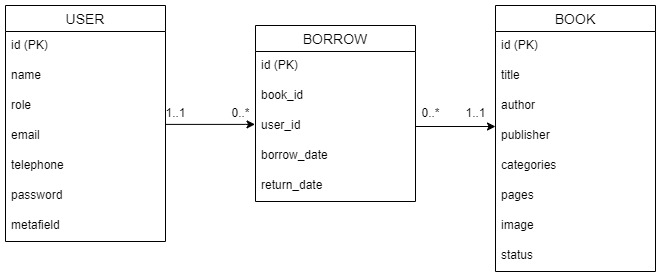 USER
id (PK)
name
role
email
telephone
password
metafield
1..1
0..*
BORROW
id (PK)
book_id
user_id
borrow_date
return_date
0..*
1..1
BOOK
id (PK)
title
author
publisher
categories
pages
image
status